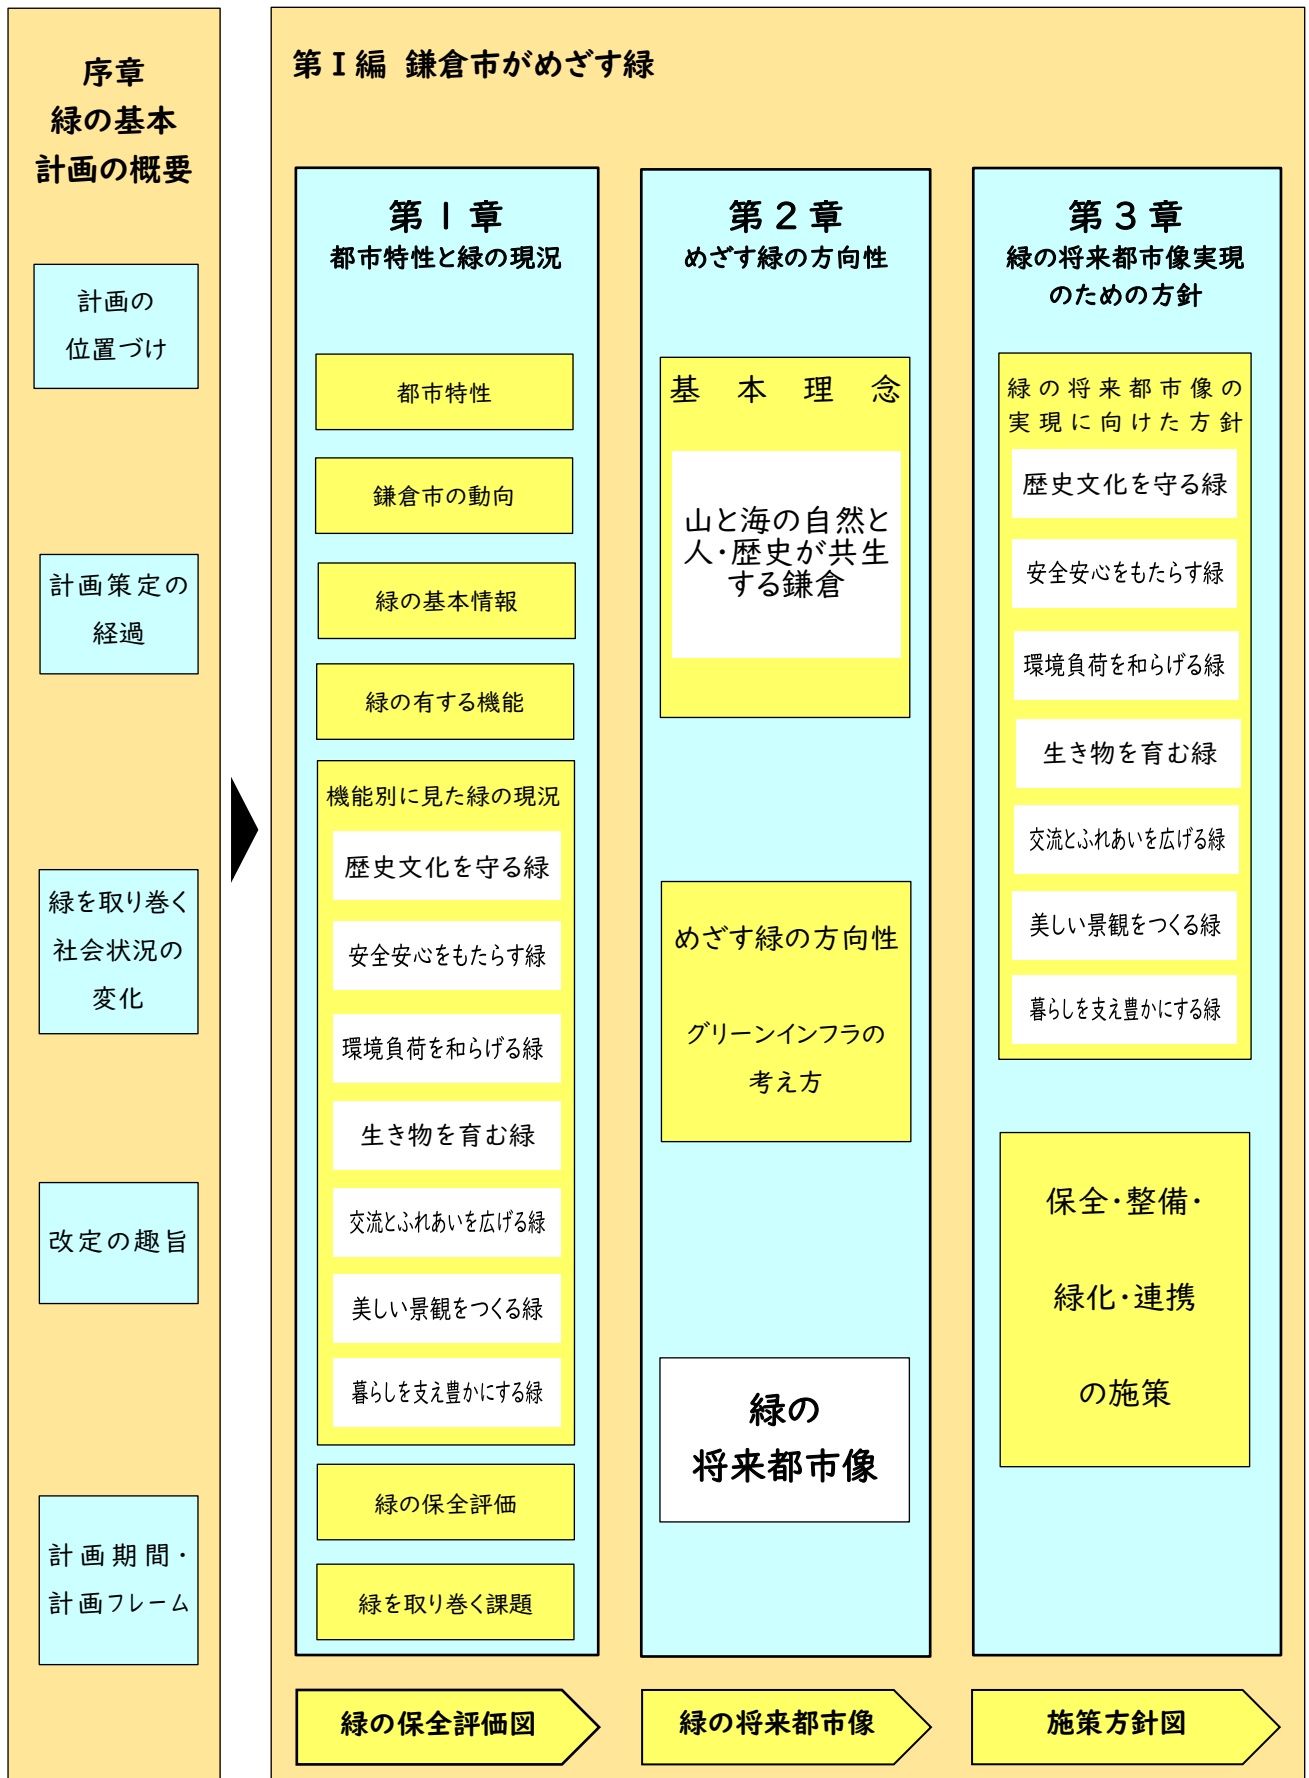 序章
緑の基本
計画の概要
計画の
位置づけ
計画策定の
経過
緑を取り巻く
社会状況の
変化
改定の趣旨
計画期間・
計画フレーム
第Ⅰ編 鎌倉市がめざす緑
第1章
都市特性と緑の現況
都市特性
鎌倉市の動向
緑の基本情報
緑の有する機能
機能別に見た緑の現況
歴史文化を守る緑
安全安心をもたらす緑
環境負荷を和らげる緑
生き物を育む緑
交流とふれあいを広げる緑
美しい景観をつくる緑
暮らしを支え豊かにする緑
緑の保全評価
緑を取り巻く課題
緑の保全評価図
第2章
めざす緑の方向性
基本理念
山と海の自然と
人・歴史が共生
する鎌倉
めざす緑の方向性
グリーンインフラの
考え方
緑の
将来都市像
緑の将来都市像
第3章
緑の将来都市像実現
のための方針
緑の将来都市像の
実現に向けた方針
歴史文化を守る緑
安全安心をもたらす緑
環境負荷を和らげる緑
生き物を育む緑
交流とふれあいを広げる緑
美しい景観をつくる緑
暮らしを支え豊かにする緑
保全・整備・
緑化・連携
の施策
施策方針図